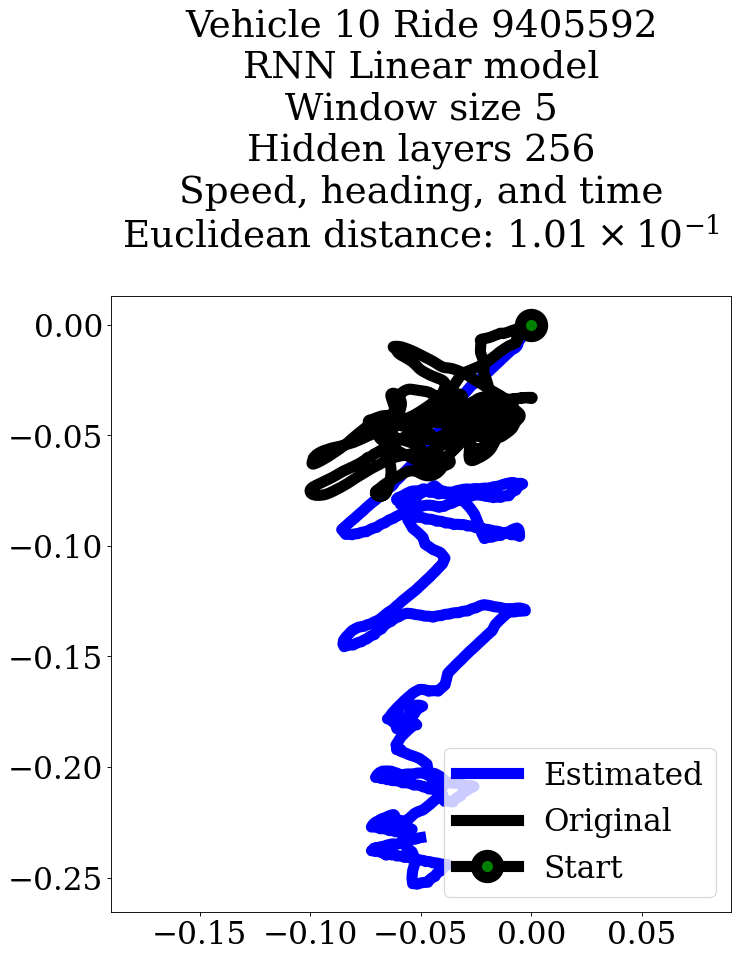 Vehicle 10 Ride 9405592
RNN Linear model
Window size 5
Hidden layers 256
Speed, heading, and time
Euclidean distance: 1.01 × 10⁻¹
0.00
−0.05
−0.10
−0.15
−0.20
−0.25
Estimated
Original
Start
−0.15 −0.10 −0.05 0.00 0.05